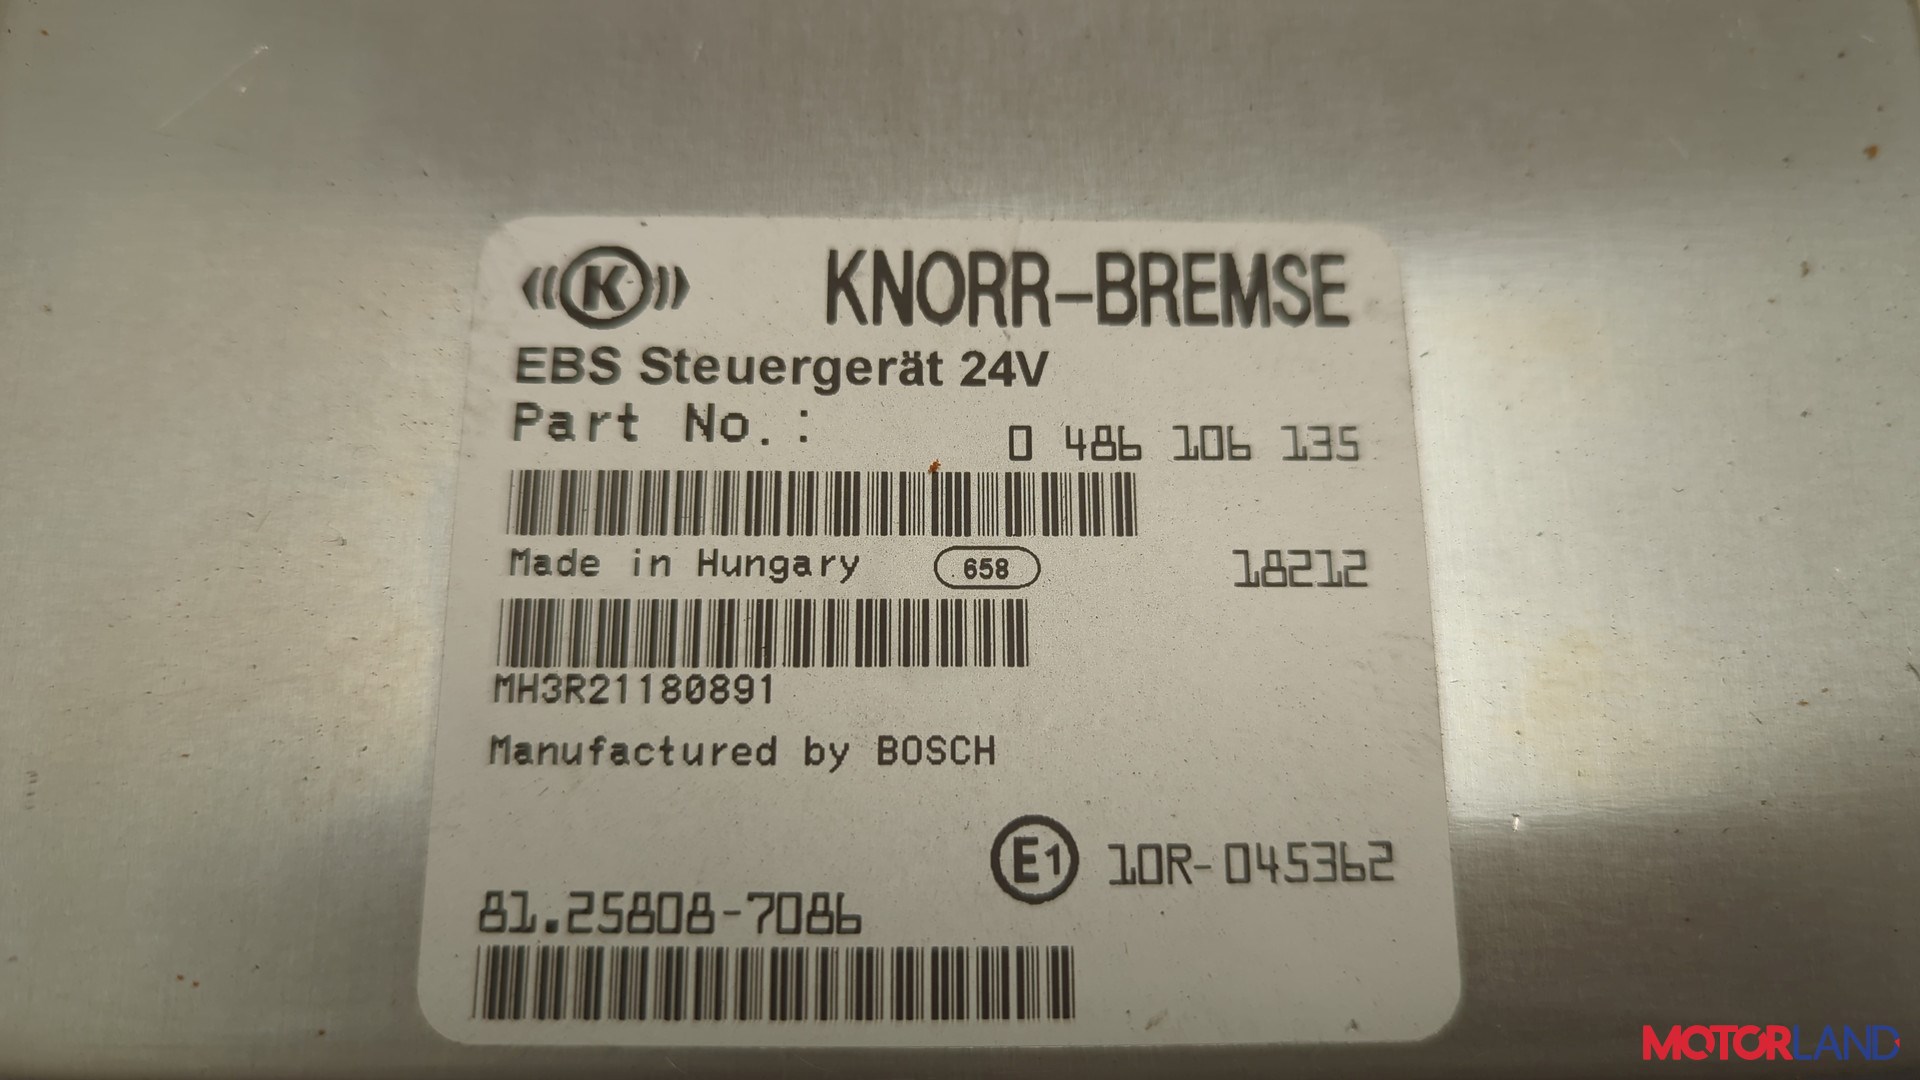 K KNORR-BREMSE
EBS Steuergerät 24V
Part No.: 0 486 106 135
Made in Hungary 658 18212
MH3R21180891
Manufactured by BOSCH
E1 10R-045362
81.25808-7086
MOTORLAND